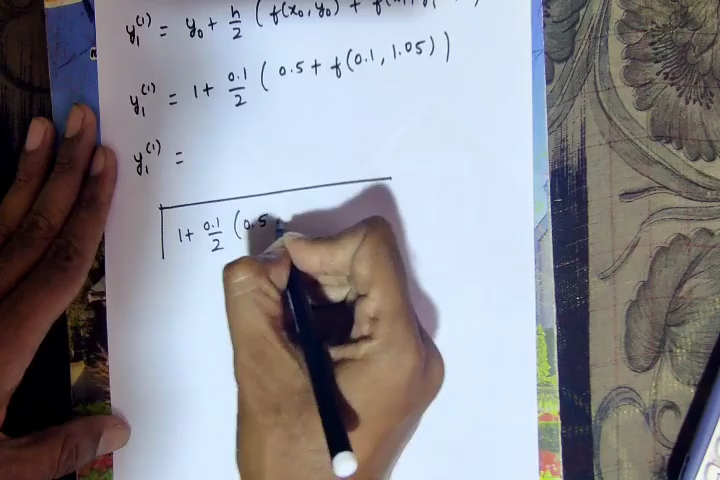 y₁⁽¹⁾ = y₀ + h/2 ( f(x₀, y₀) +
y₁⁽¹⁾ = 1 + 0.1/2 ( 0.5 + f(0.1, 1.05) )
y₁⁽¹⁾ =
1 + 0.1/2 ( 0.5